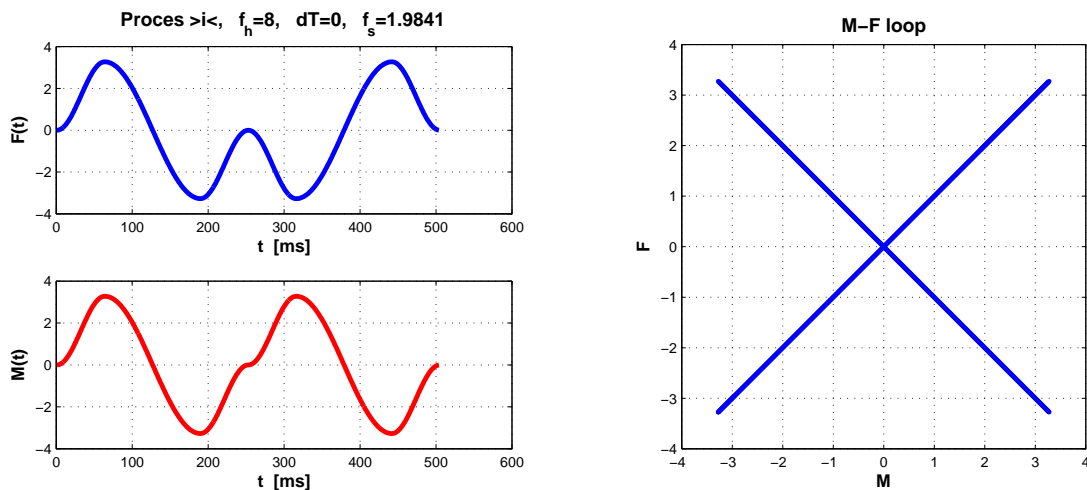 Proces >i<, f_h=8, dT=0, f_s=1.9841
4
2
0
−2
−4
F(t)
0 100 200 300 400 500 600
t [ms]
4
2
0
−2
−4
M(t)
0 100 200 300 400 500 600
t [ms]
M−F loop
4
3
2
1
0
−1
−2
−3
−4
F
−4 −3 −2 −1 0 1 2 3 4
M